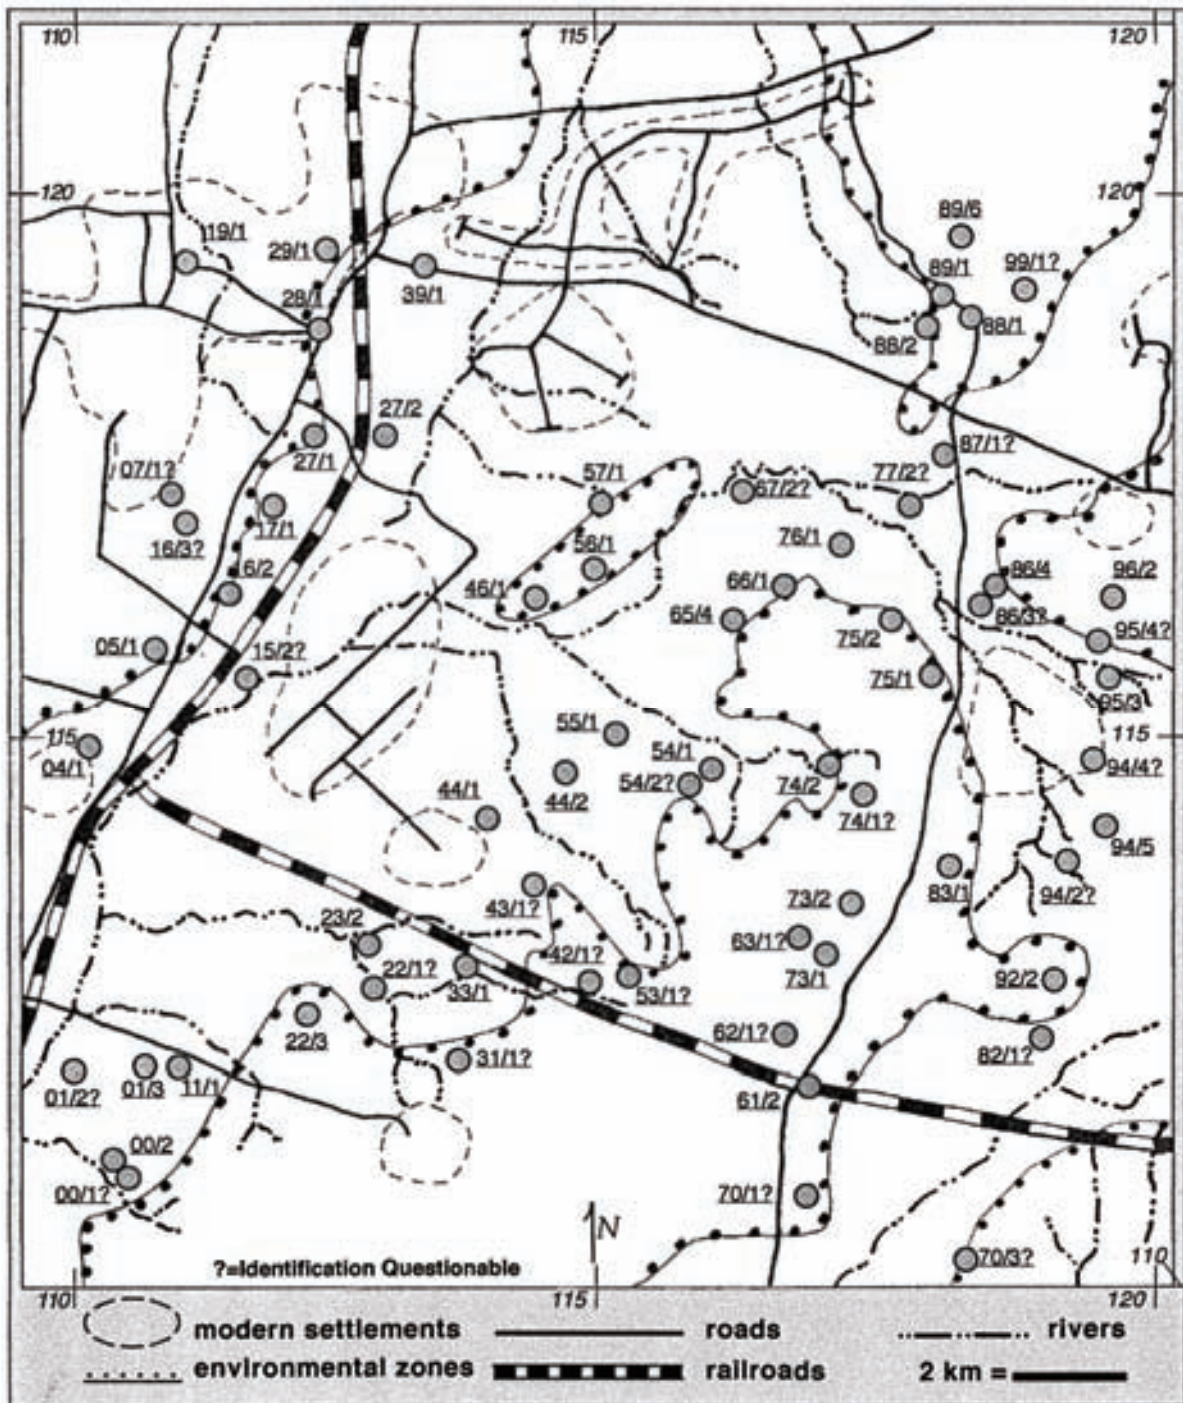 110 115 120
120 120
89/6
119/1 29/1 89/1 99/1?
28/1 39/1
88/2 88/1
27/2
27/1 87/1?
07/1? 57/1 67/2? 77/2?
17/1
16/3? 76/1
56/1
6/2 46/1 66/1 86/4 96/2
65/4 86/3?
05/1 75/2 95/4?
15/2? 75/1
95/3
115 55/1 115
04/1 54/1
44/1 44/2 54/2? 74/2 94/4?
74/1?
94/5
83/1
43/1? 73/2 94/2?
23/2
42/1? 63/1?
22/1? 33/1 53/1? 73/1 92/2
22/3 62/1?
31/1? 82/1?
01/2? 01/3 11/1 61/2
00/2
00/1? 70/1?
N
?=Identification Questionable 70/3? 110
110 115 120
modern settlements roads rivers
environmental zones railroads 2 km =